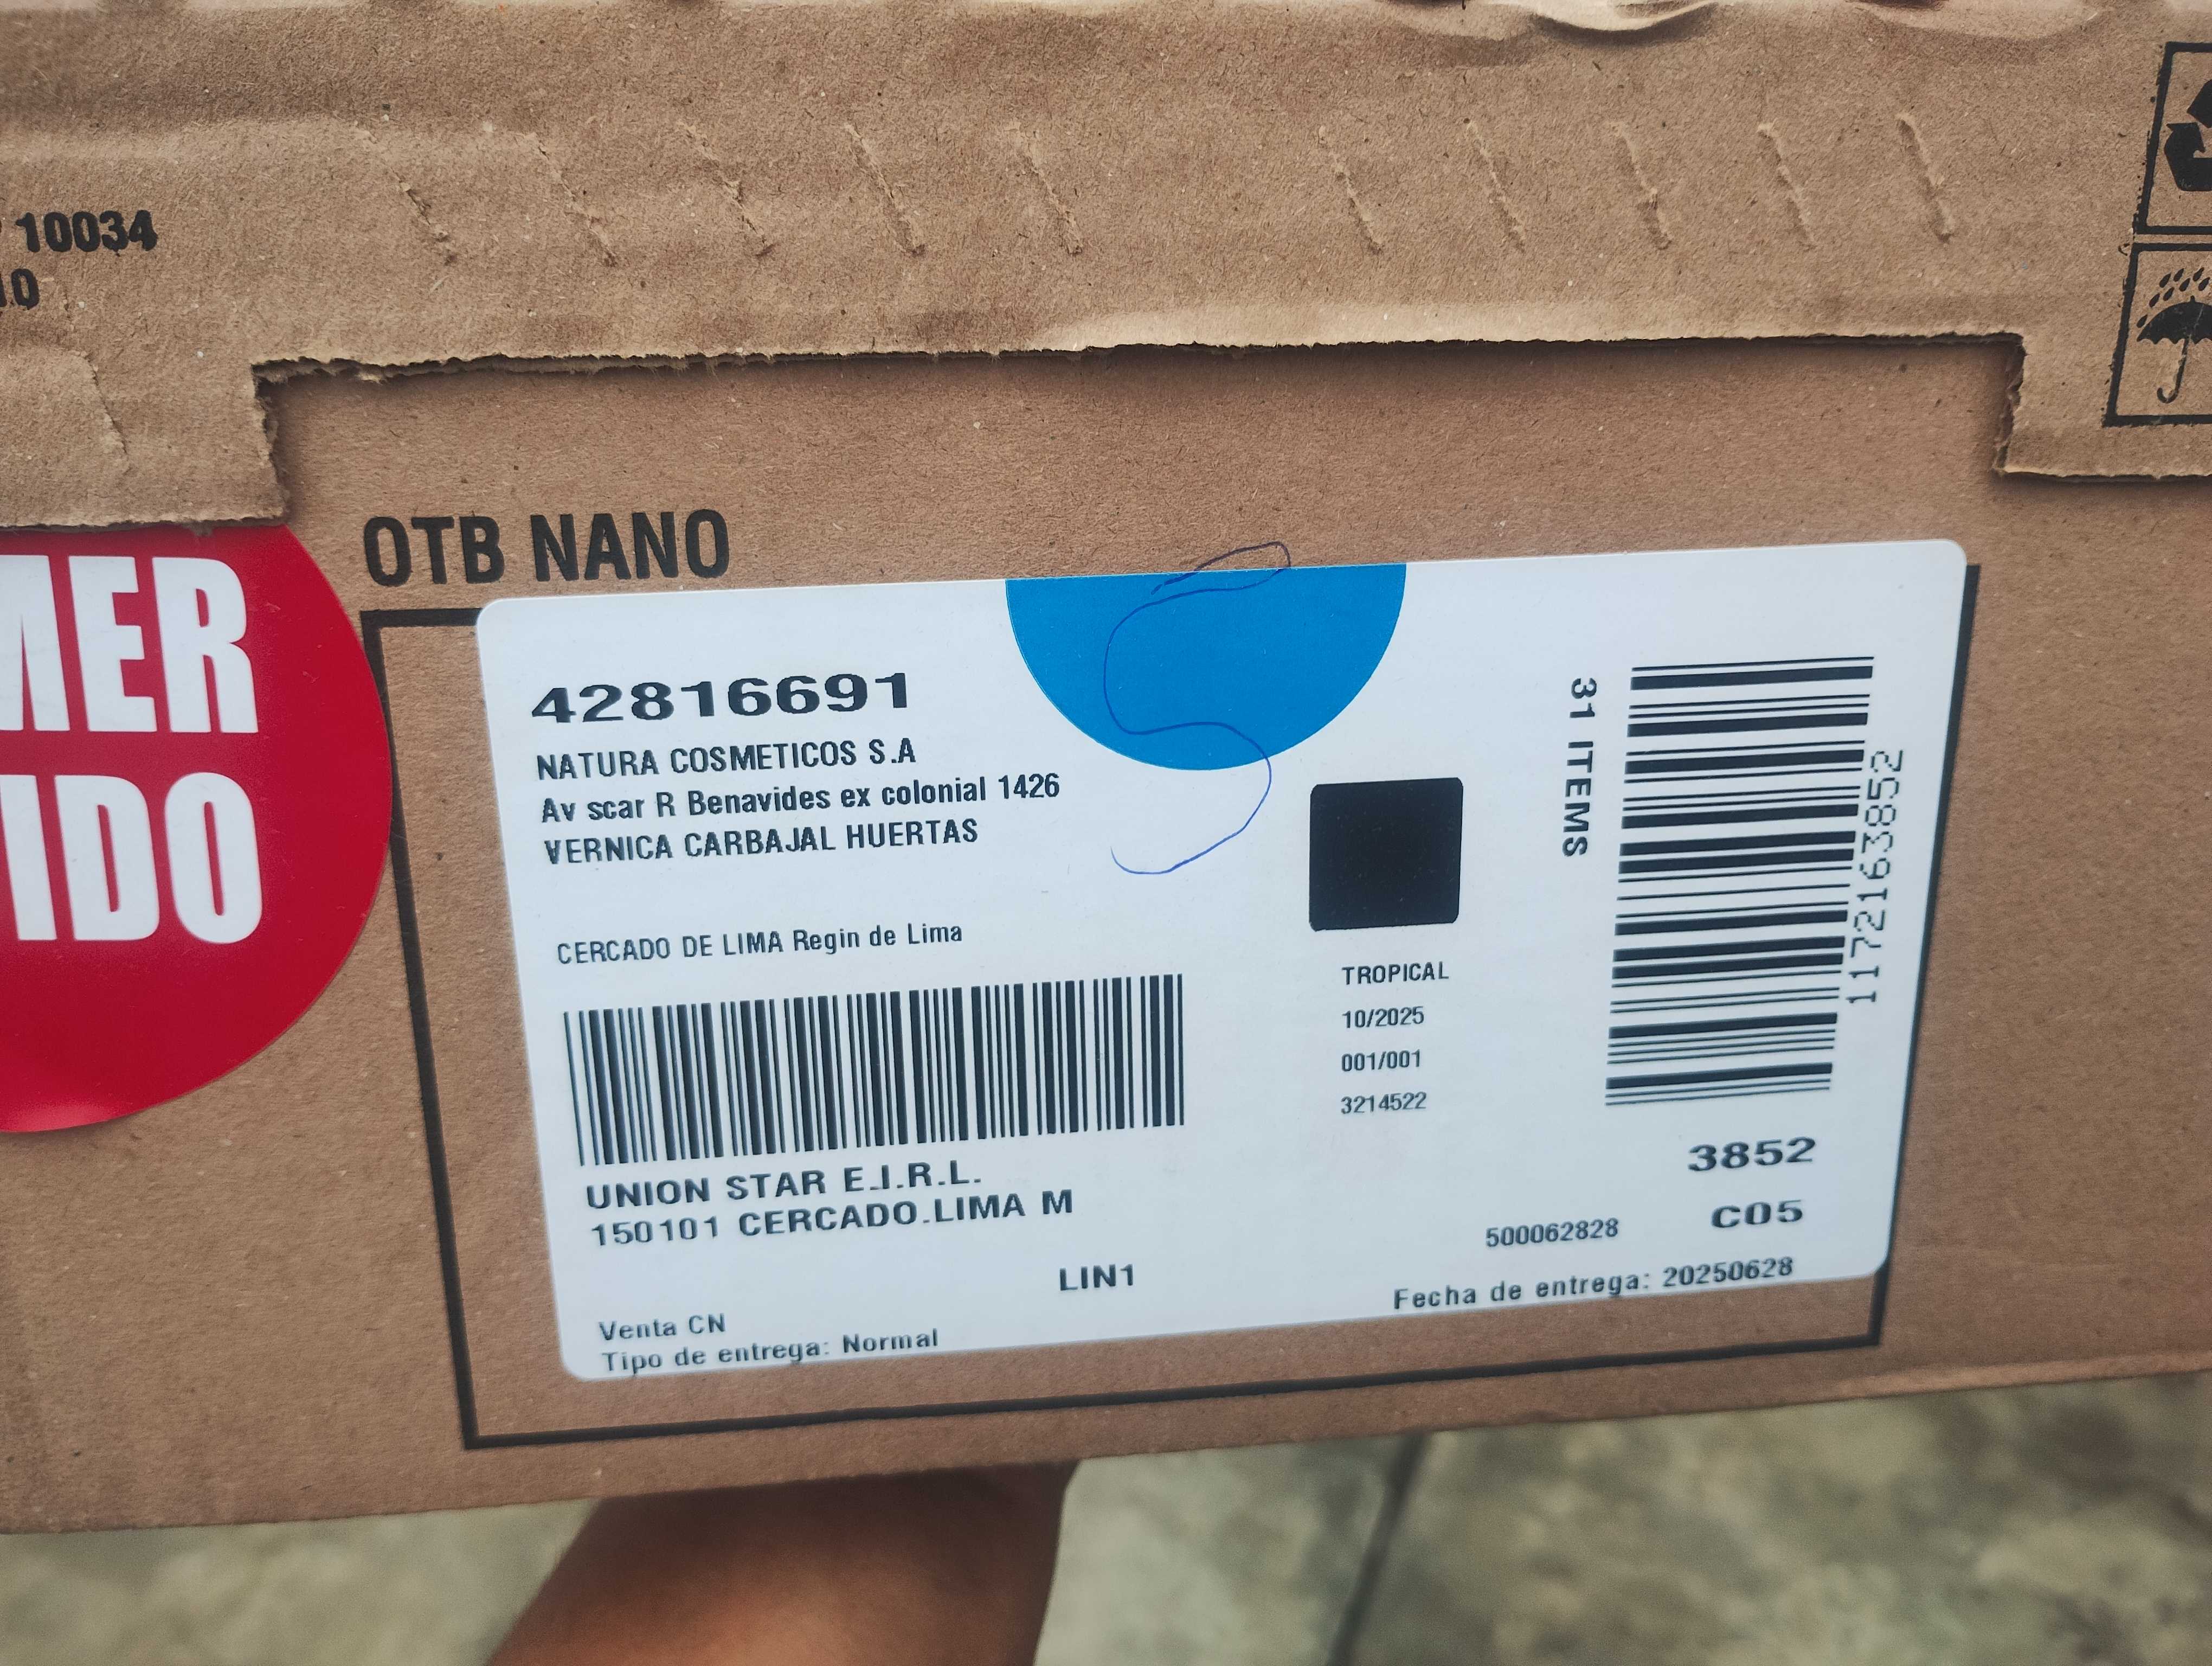 10034
10
OTB NANO
MER
IDO
42816691
NATURA COSMETICOS S.A
Av scar R Benavides ex colonial 1426
VERNICA CARBAJAL HUERTAS
CERCADO DE LIMA Regin de Lima
UNION STAR E.I.R.L.
150101 CERCADO.LIMA M
LIN1
Venta CN
Tipo de entrega: Normal
TROPICAL
10/2025
001/001
3214522
31 ITEMS
1172163852
3852
C05
500062828
Fecha de entrega: 20250628